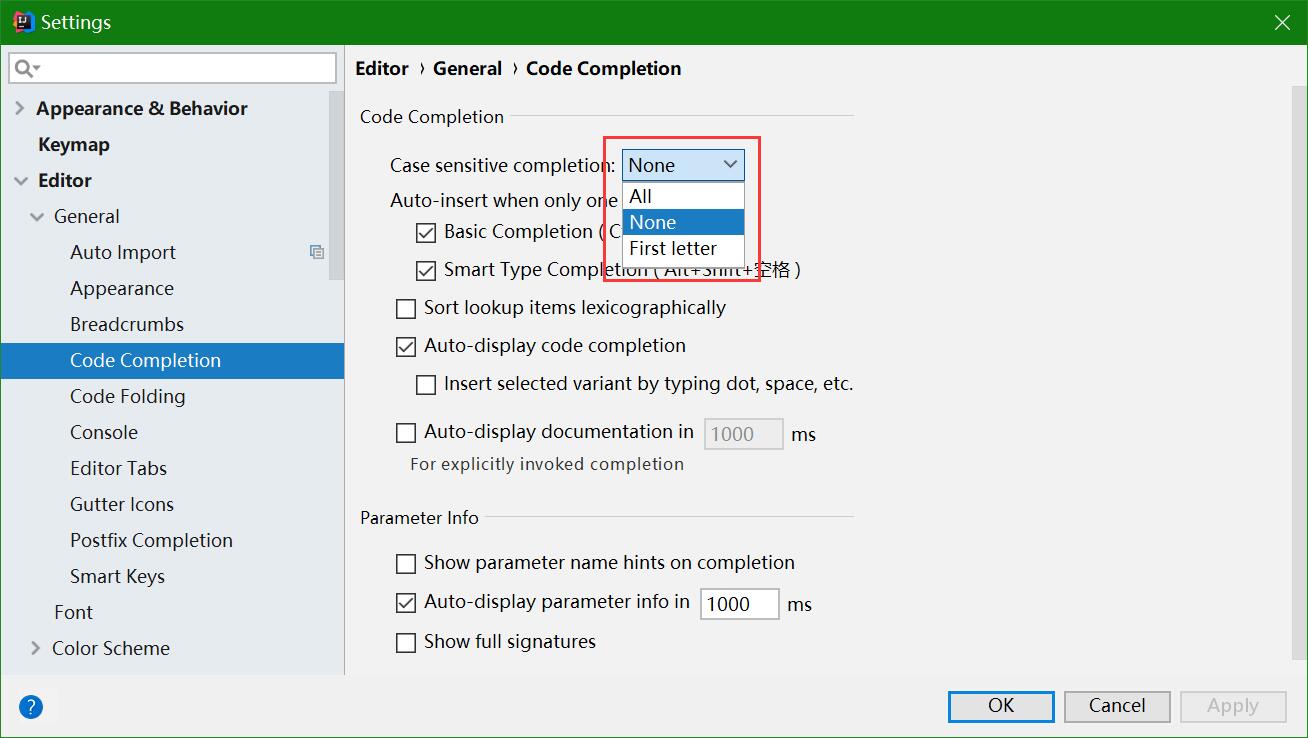 Settings
Appearance & Behavior
Keymap
Editor
General
Auto Import
Appearance
Breadcrumbs
Code Completion
Code Folding
Console
Editor Tabs
Gutter Icons
Postfix Completion
Smart Keys
Font
Color Scheme
Editor › General › Code Completion
Code Completion
Case sensitive completion: None
All
None
First letter
Auto-insert when only one
Basic Completion ( C
Smart Type Completion ( Alt+Shift+空格 )
Sort lookup items lexicographically
Auto-display code completion
Insert selected variant by typing dot, space, etc.
Auto-display documentation in 1000 ms
For explicitly invoked completion
Parameter Info
Show parameter name hints on completion
Auto-display parameter info in 1000 ms
Show full signatures
?
OK Cancel Apply